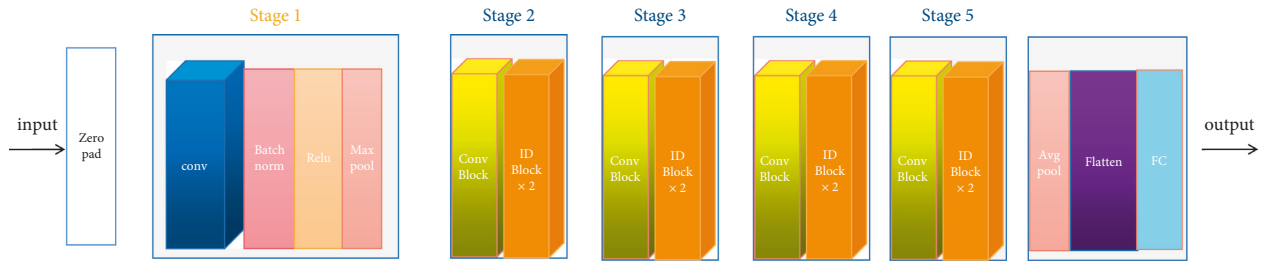 Stage 1
Stage 2
Stage 3
Stage 4
Stage 5
input
Zero
pad
conv
Batch
norm
Relu
Max
pool
Conv
Block
ID
Block
× 2
Conv
Block
ID
Block
× 2
Conv
Block
ID
Block
× 2
Conv
Block
ID
Block
× 2
Avg
pool
Flatten
FC
output